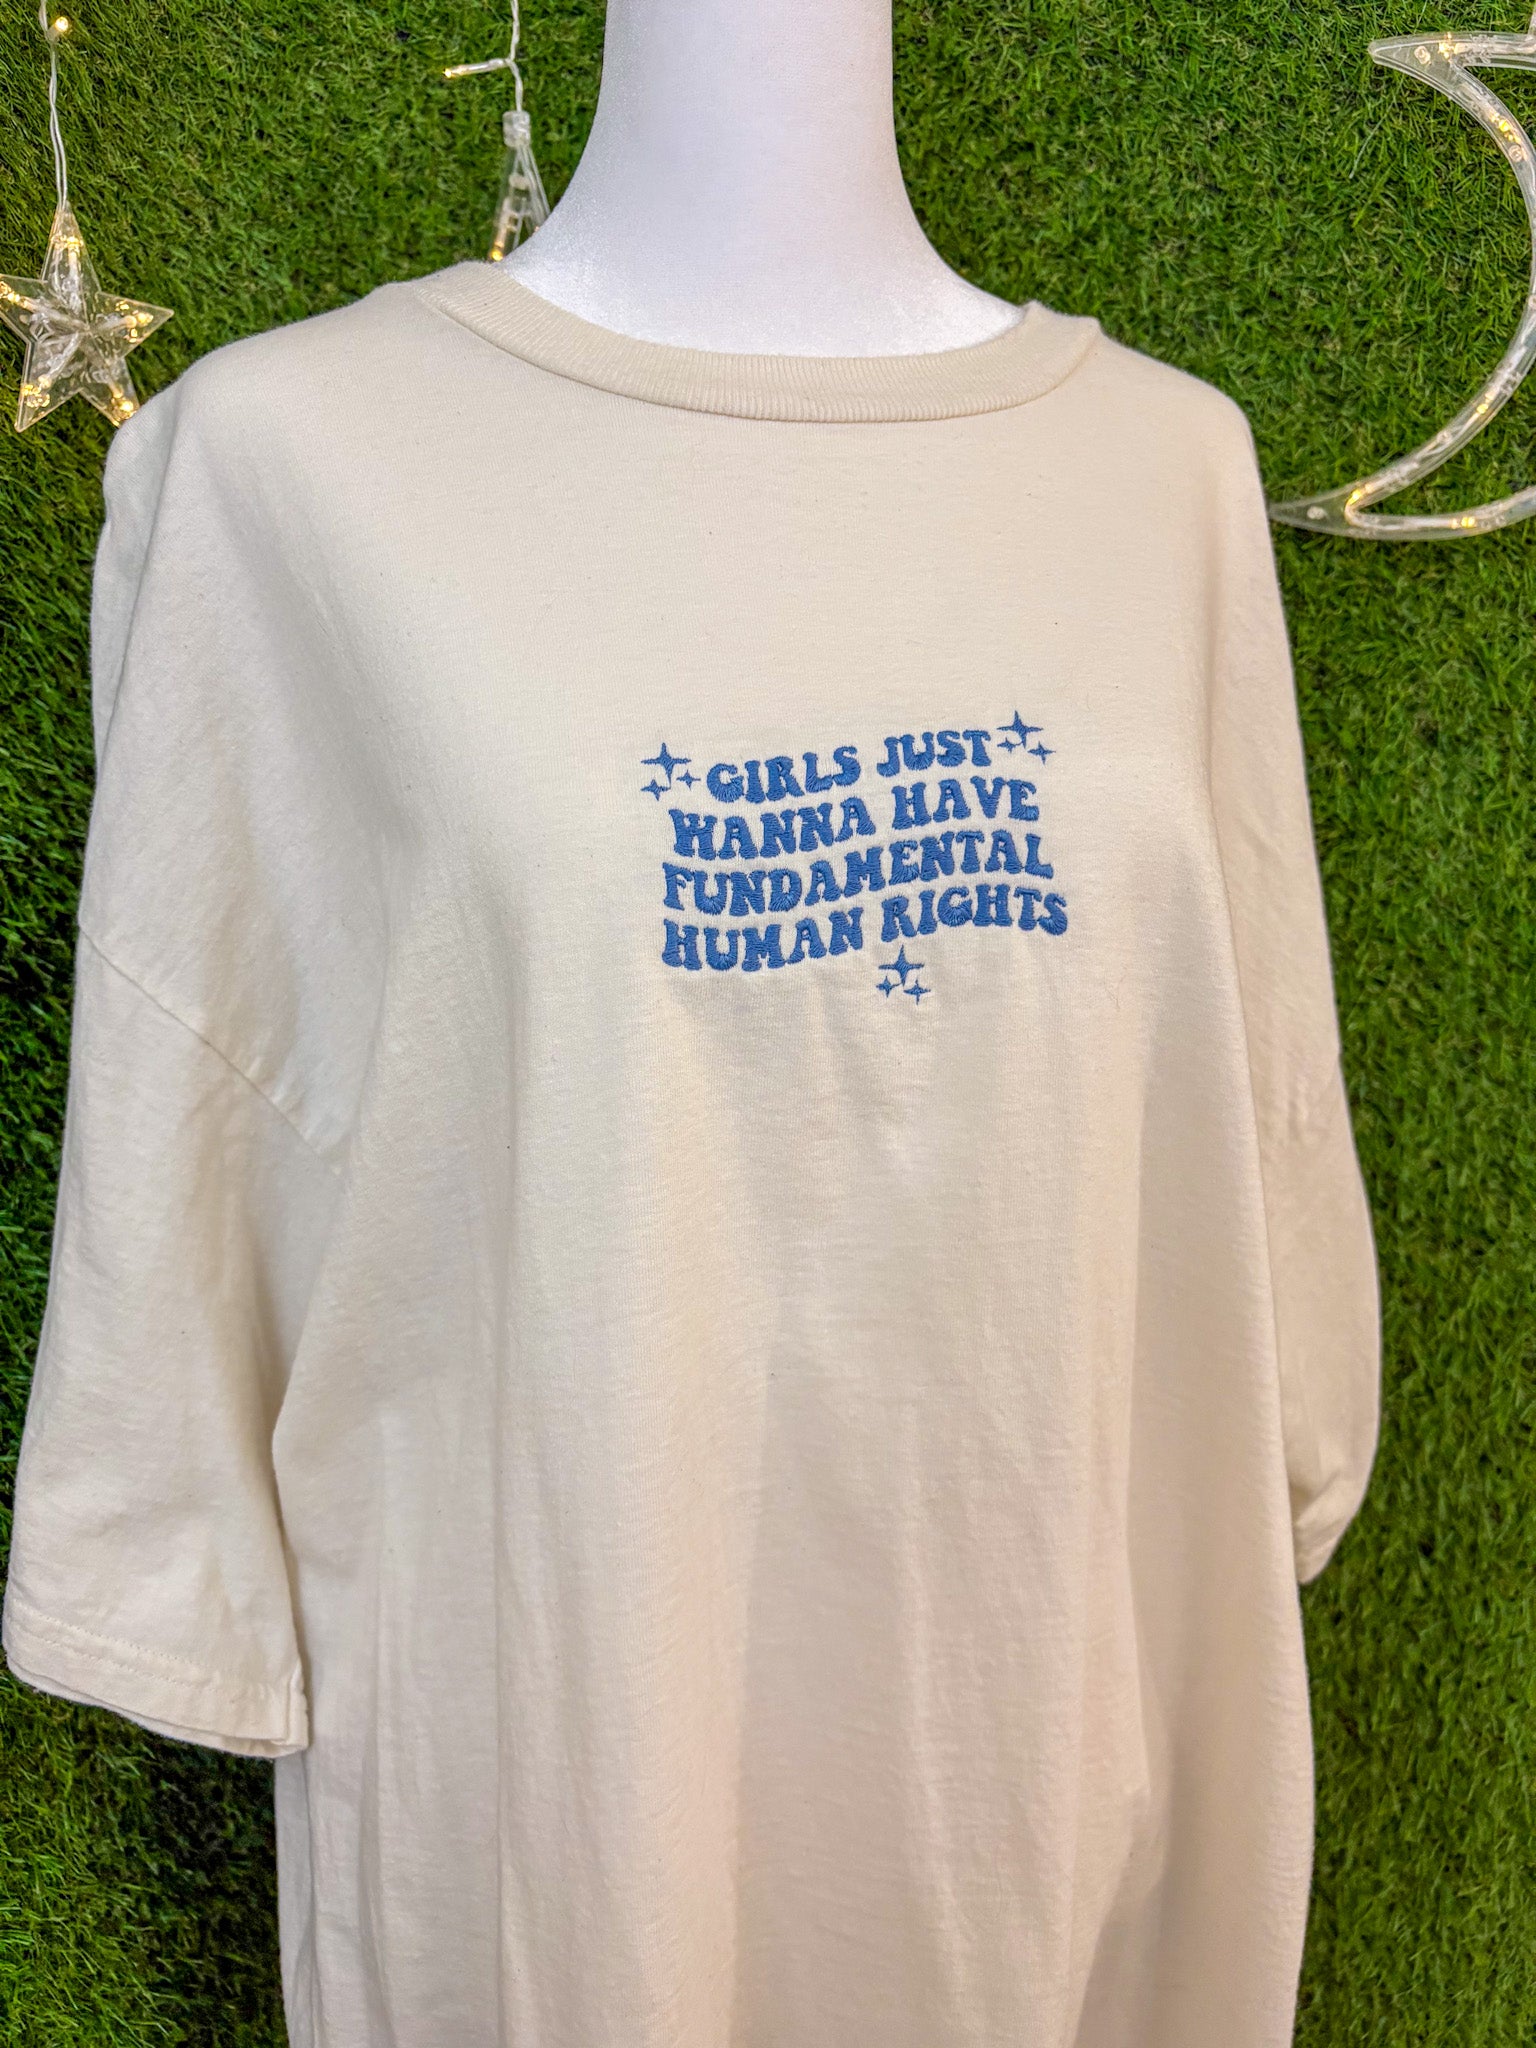 GIRLS JUST
WANNA HAVE
FUNDAMENTAL
HUMAN RIGHTS